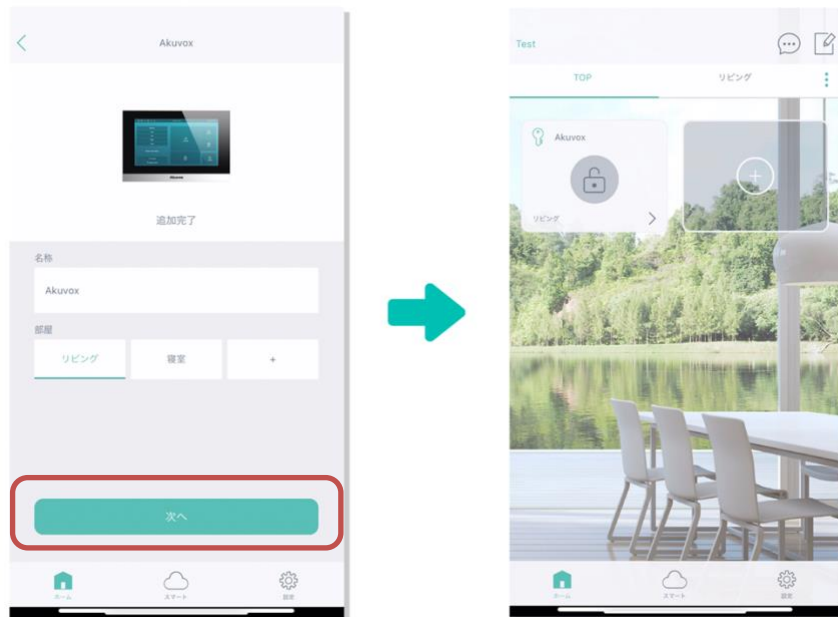 Akuvox
Akuvox
追加完了
名称
Akuvox
部屋
リビング
寝室
+
次へ
ホーム
スマート
設定
Test
TOP
リビング
Akuvox
リビング
ホーム
スマート
設定